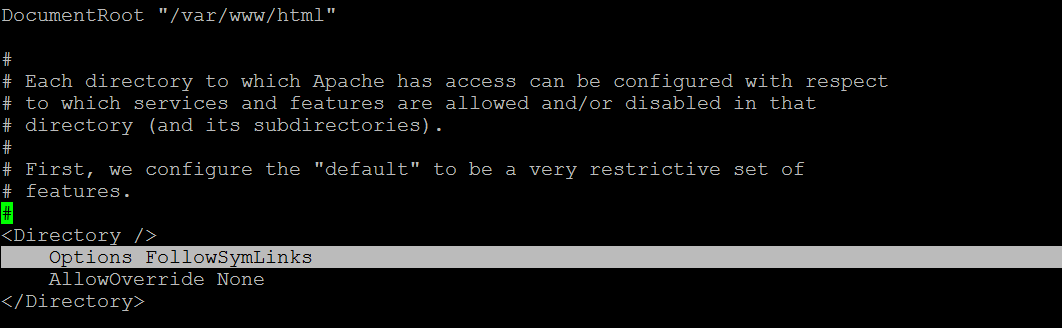 DocumentRoot "/var/www/html"
#
# Each directory to which Apache has access can be configured with respect
# to which services and features are allowed and/or disabled in that
# directory (and its subdirectories).
#
# First, we configure the "default" to be a very restrictive set of
# features.
#
<Directory />
    Options FollowSymLinks
    AllowOverride None
</Directory>